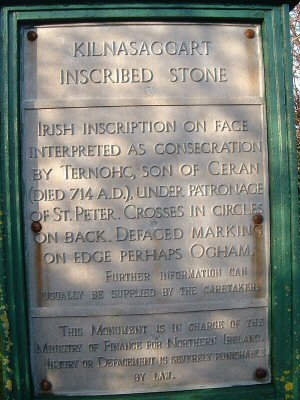 KILNASAGGART
INSCRIBED STONE
IRISH INSCRIPTION ON FACE
INTERPRETED AS CONSECRATION
BY TERNOHC, SON OF CERAN
(DIED 714 A.D.), UNDER PATRONAGE
OF ST. PETER. CROSSES IN CIRCLES
ON BACK. DEFACED MARKING
ON EDGE PERHAPS OGHAM.
FURTHER INFORMATION CAN
USUALLY BE SUPPLIED BY THE CARETAKER.
THIS MONUMENT IS IN CHARGE OF THE
MINISTRY OF FINANCE FOR NORTHERN IRELAND.
INJURY OR DEFACEMENT IS SEVERELY PUNISHABLE
BY LAW.